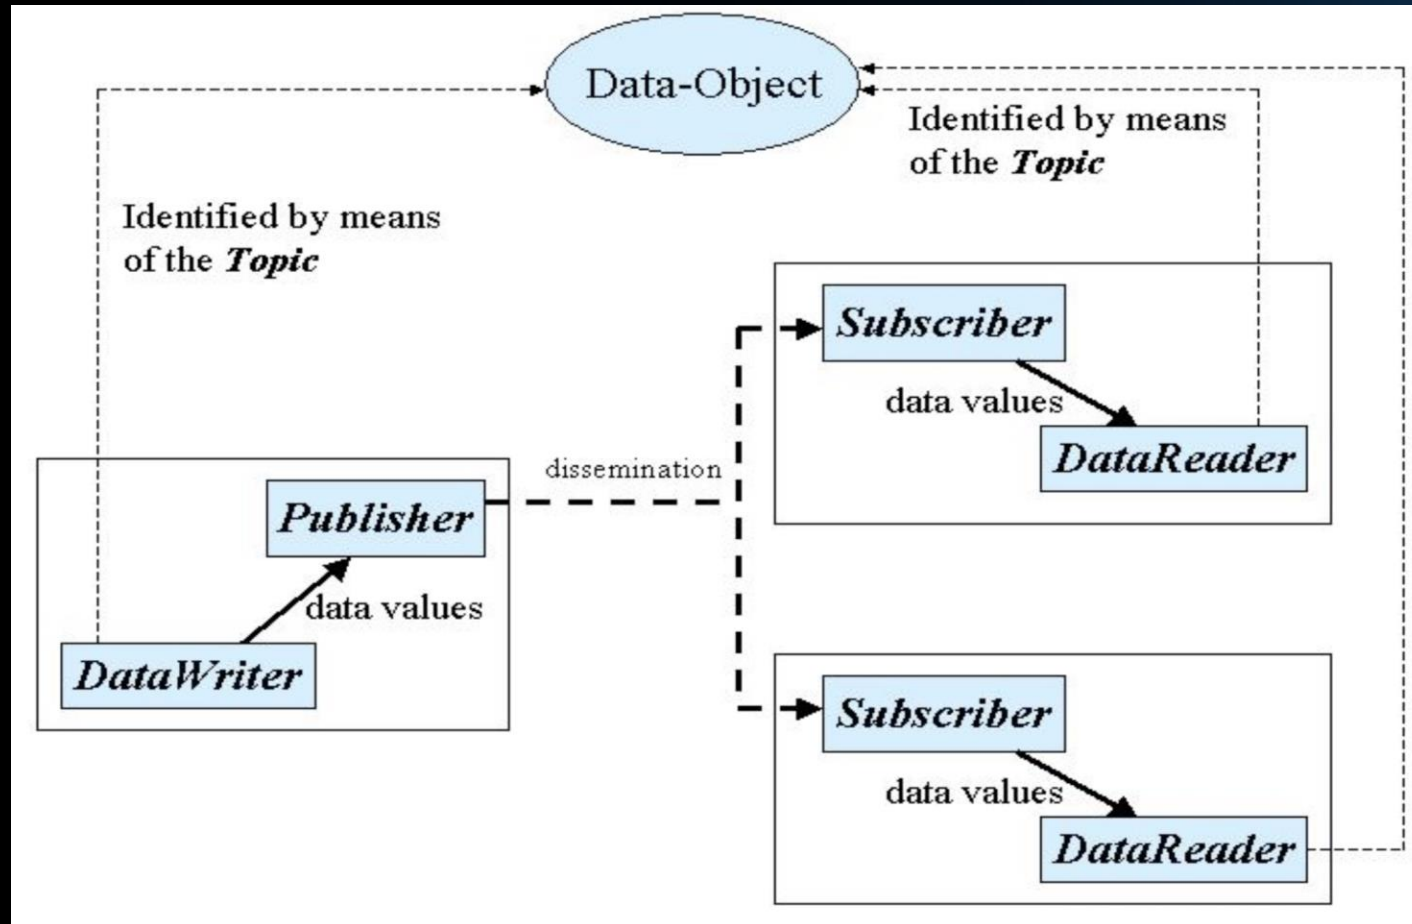 Data-Object
Identified by means
of the Topic
Identified by means
of the Topic
Subscriber
data values
DataReader
dissemination
Publisher
data values
DataWriter
Subscriber
data values
DataReader